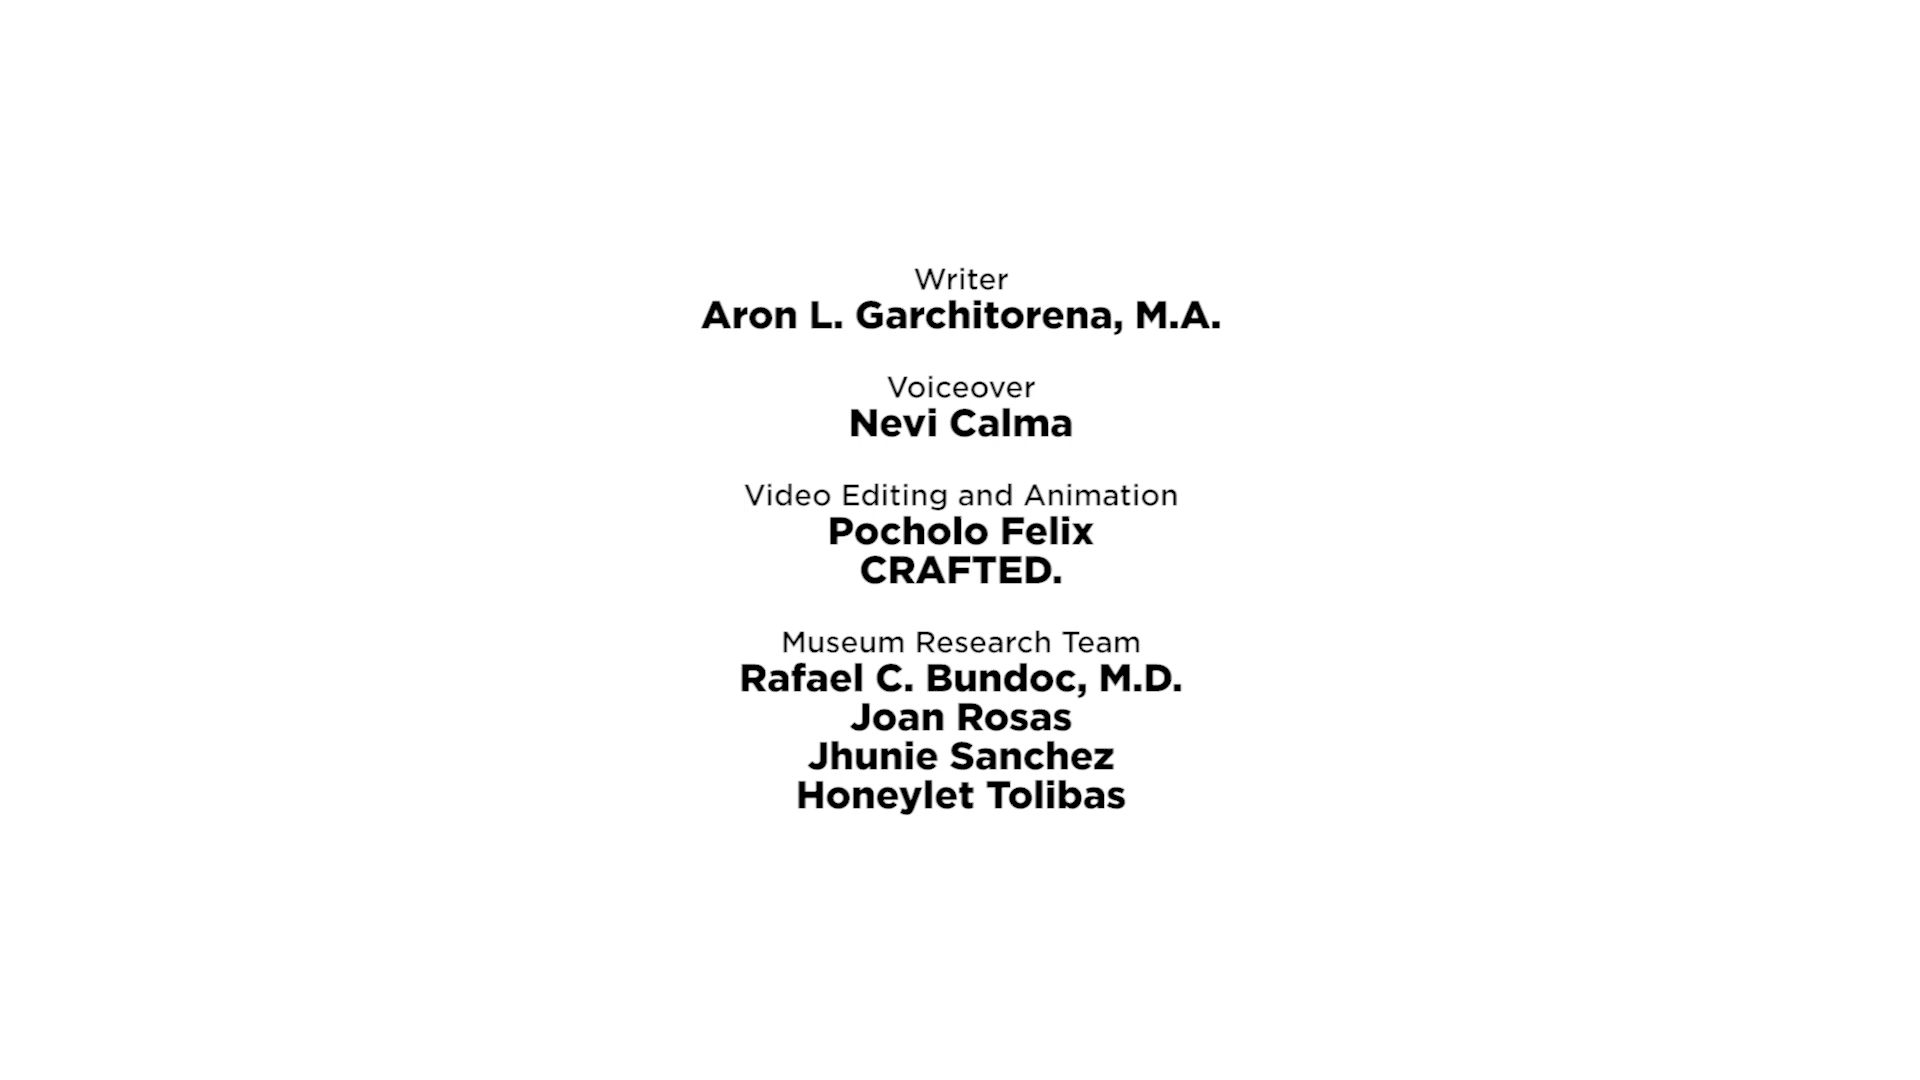 Writer
Aron L. Garchitorena, M.A.
Voiceover
Nevi Calma
Video Editing and Animation
Pocholo Felix
CRAFTED.
Museum Research Team
Rafael C. Bundoc, M.D.
Joan Rosas
Jhunie Sanchez
Honeylet Tolibas